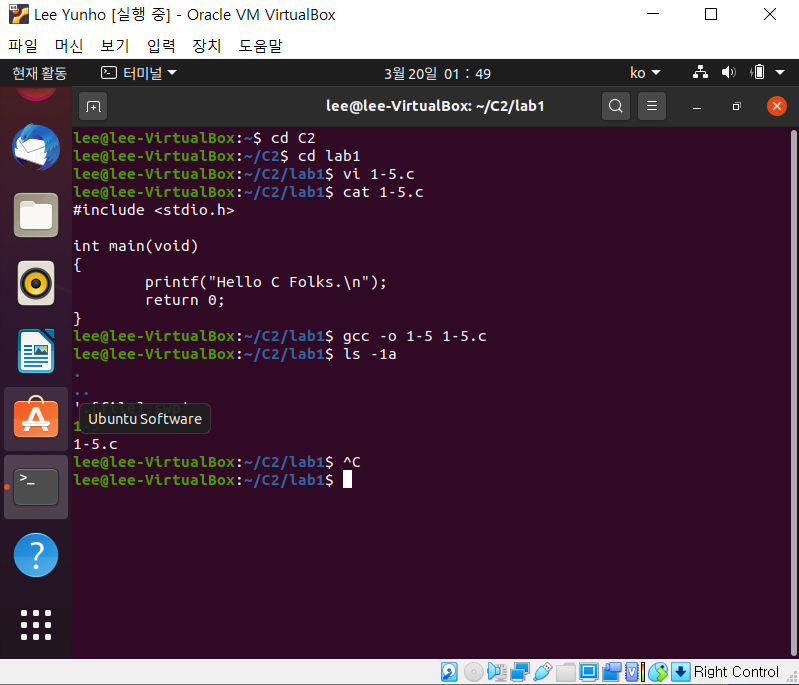 Lee Yunho [실행 중] - Oracle VM VirtualBox
파일 머신 보기 입력 장치 도움말
현재 활동 터미널 3월 20일 01 : 49 ko
lee@lee-VirtualBox: ~/C2/lab1
lee@lee-VirtualBox:~$ cd C2
lee@lee-VirtualBox:~/C2$ cd lab1
lee@lee-VirtualBox:~/C2/lab1$ vi 1-5.c
lee@lee-VirtualBox:~/C2/lab1$ cat 1-5.c
#include <stdio.h>
int main(void)
{
printf("Hello C Folks.\n");
return 0;
}
lee@lee-VirtualBox:~/C2/lab1$ gcc -o 1-5 1-5.c
lee@lee-VirtualBox:~/C2/lab1$ ls -1a
.
..
Ubuntu Software
1-5.c
lee@lee-VirtualBox:~/C2/lab1$ ^C
lee@lee-VirtualBox:~/C2/lab1$
Right Control